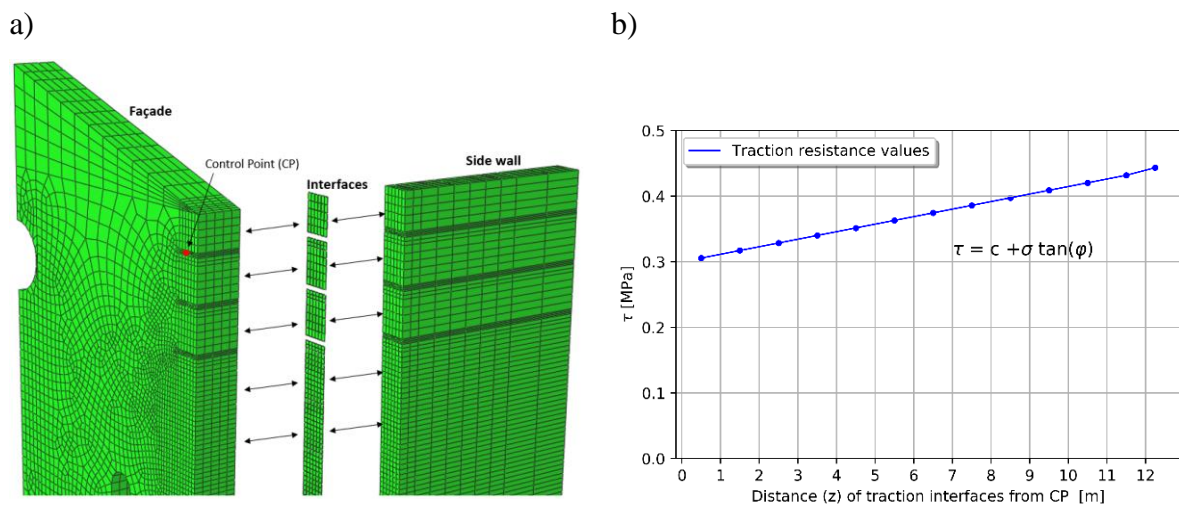 a)
Façade
Control Point (CP)
Interfaces
Side wall
b)
0.5
0.4
0.3
0.2
0.1
0.0
τ [MPa]
Traction resistance values
τ = c +σ tan(φ)
0 1 2 3 4 5 6 7 8 9 10 11 12
Distance (z) of traction interfaces from CP [m]